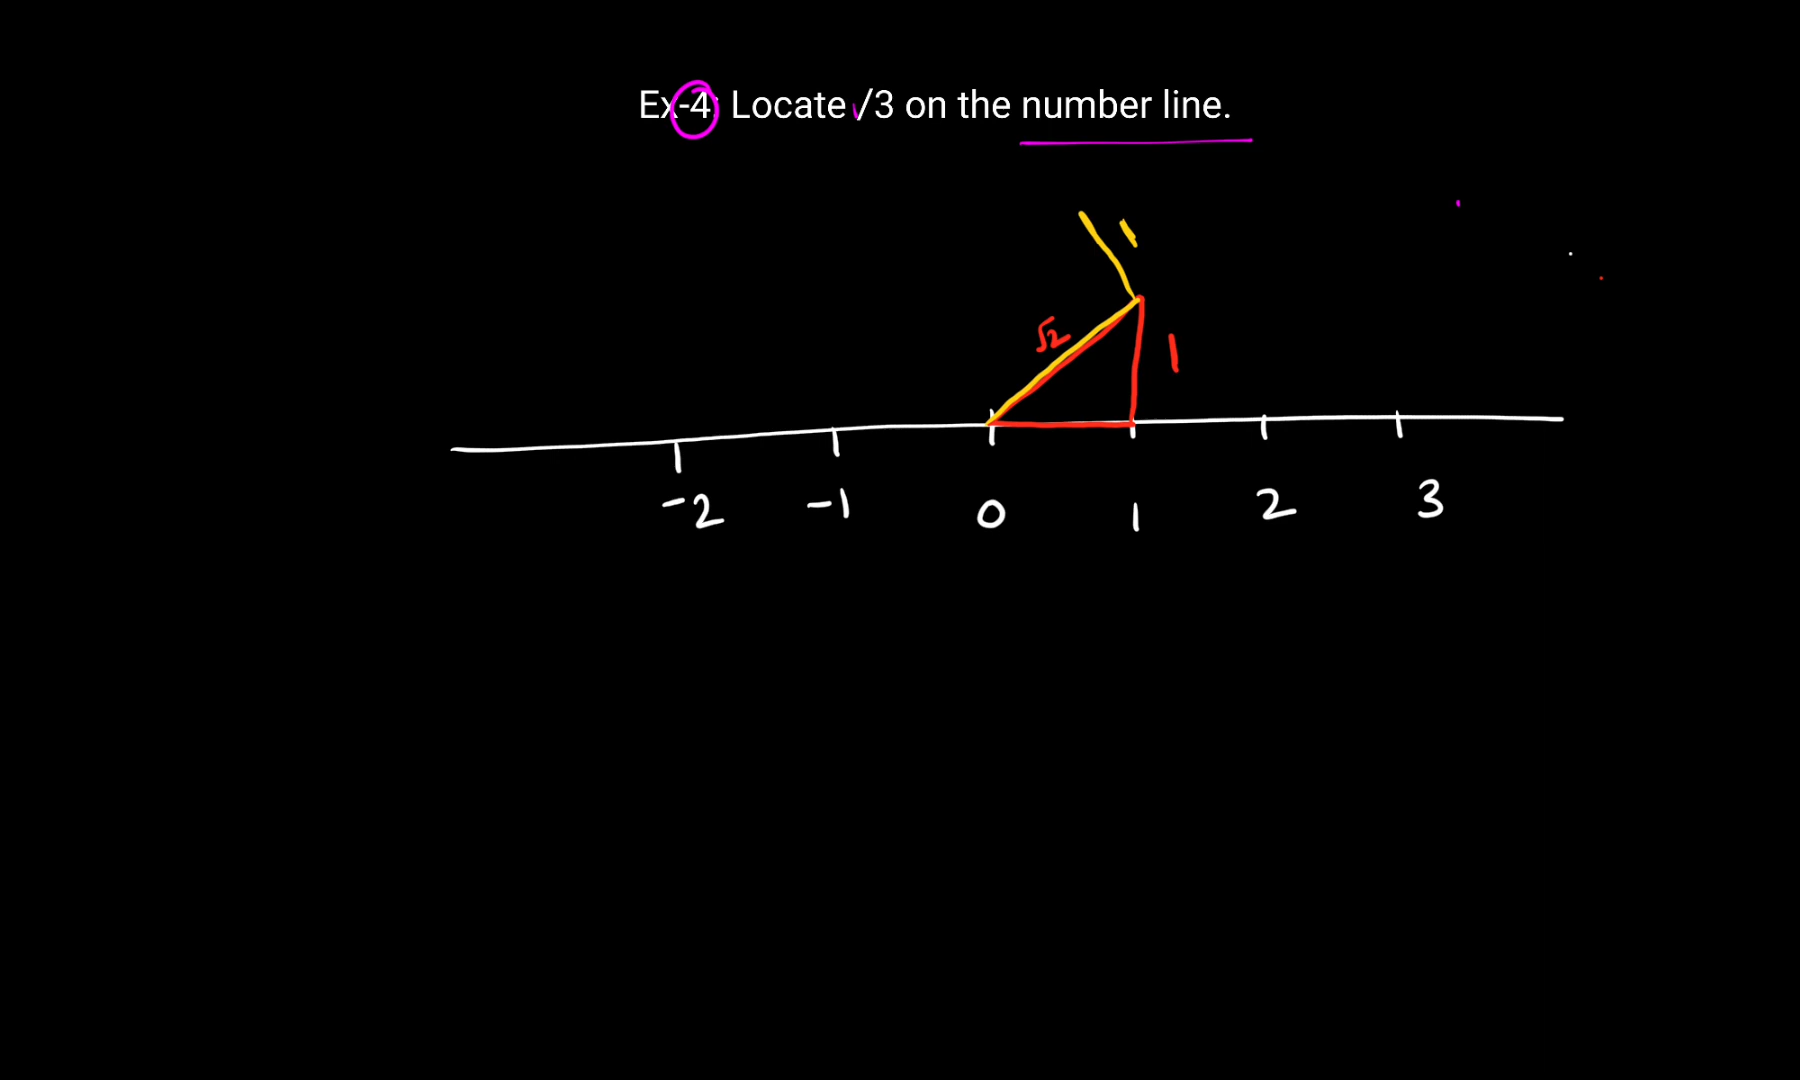 Ex-4: Locate √3 on the number line.
1
√2
1
-2 -1 0 1 2 3